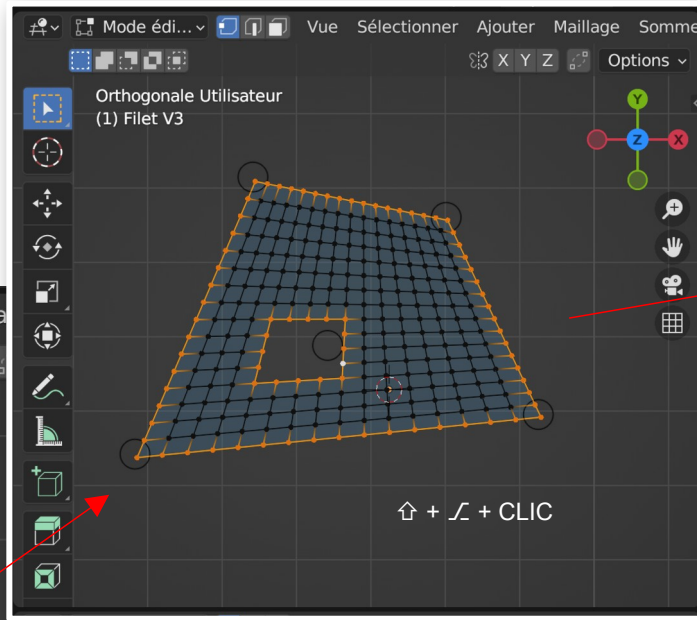 Mode édi... Vue Sélectionner Ajouter Maillage Somme
X Y Z Options
Orthogonale Utilisateur
(1) Filet V3
Y
Z X
⇧ + ⌥ + CLIC